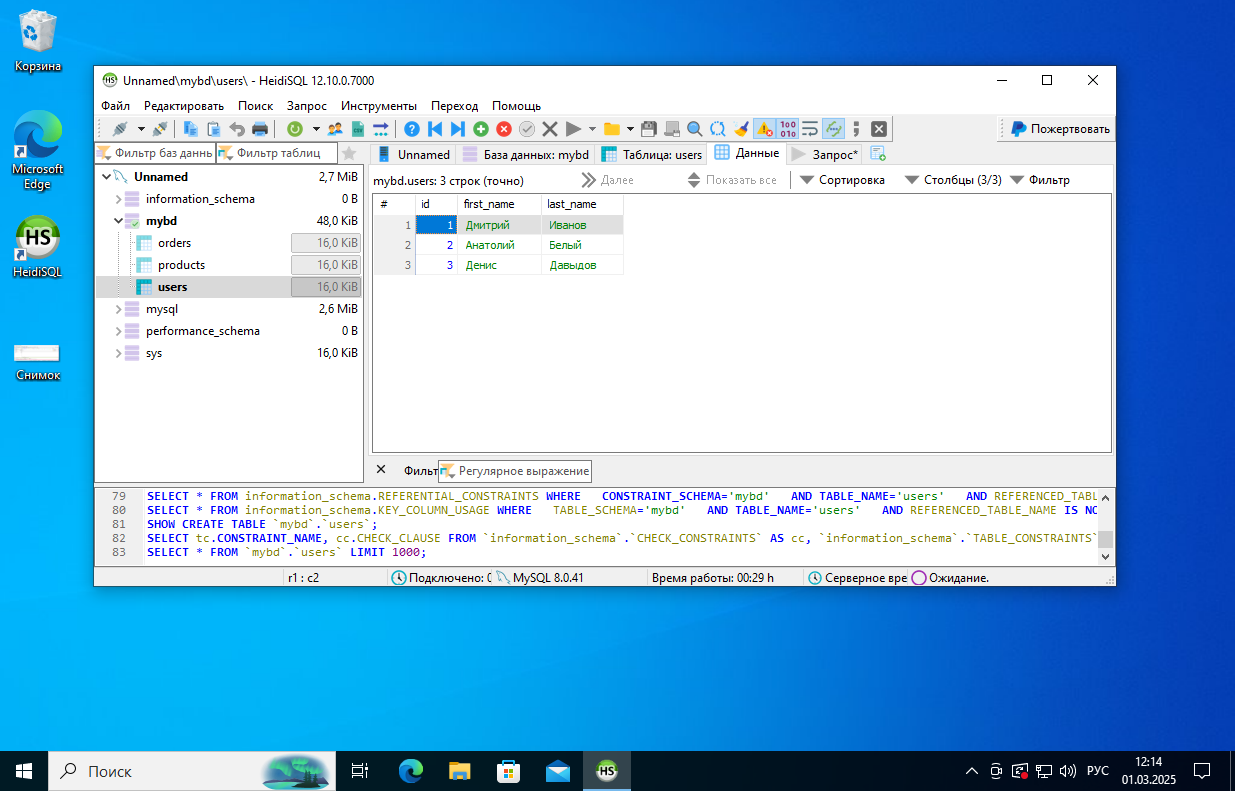 Корзина
Microsoft
Edge
HS
HeidiSQL
Снимок
HS Unnamed\mybd\users\ - HeidiSQL 12.10.0.7000
Файл Редактировать Поиск Запрос Инструменты Переход Помощь
Пожертвовать
Фильтр баз данны Фильтр таблиц
Unnamed База данных: mybd Таблица: users Данные Запрос*
Unnamed 2,7 MiB
information_schema 0 B
mybd 48,0 KiB
orders 16,0 KiB
products 16,0 KiB
users 16,0 KiB
mysql 2,6 MiB
performance_schema 0 B
sys 16,0 KiB
mybd.users: 3 строк (точно) Далее Показать все Сортировка Столбцы (3/3) Фильтр
# id first_name last_name
1 1 Дмитрий Иванов
2 2 Анатолий Белый
3 3 Денис Давыдов
Фильт Регулярное выражение
79 SELECT * FROM information_schema.REFERENTIAL_CONSTRAINTS WHERE CONSTRAINT_SCHEMA='mybd' AND TABLE_NAME='users' AND REFERENCED_TABL
80 SELECT * FROM information_schema.KEY_COLUMN_USAGE WHERE TABLE_SCHEMA='mybd' AND TABLE_NAME='users' AND REFERENCED_TABLE_NAME IS NO
81 SHOW CREATE TABLE `mybd`.`users`;
82 SELECT tc.CONSTRAINT_NAME, cc.CHECK_CLAUSE FROM `information_schema`.`CHECK_CONSTRAINTS` AS cc, `information_schema`.`TABLE_CONSTRAINTS`
83 SELECT * FROM `mybd`.`users` LIMIT 1000;
r1 : c2 Подключено: 0 MySQL 8.0.41 Время работы: 00:29 h Серверное вре Ожидание.
Поиск
HS
РУС
12:14
01.03.2025